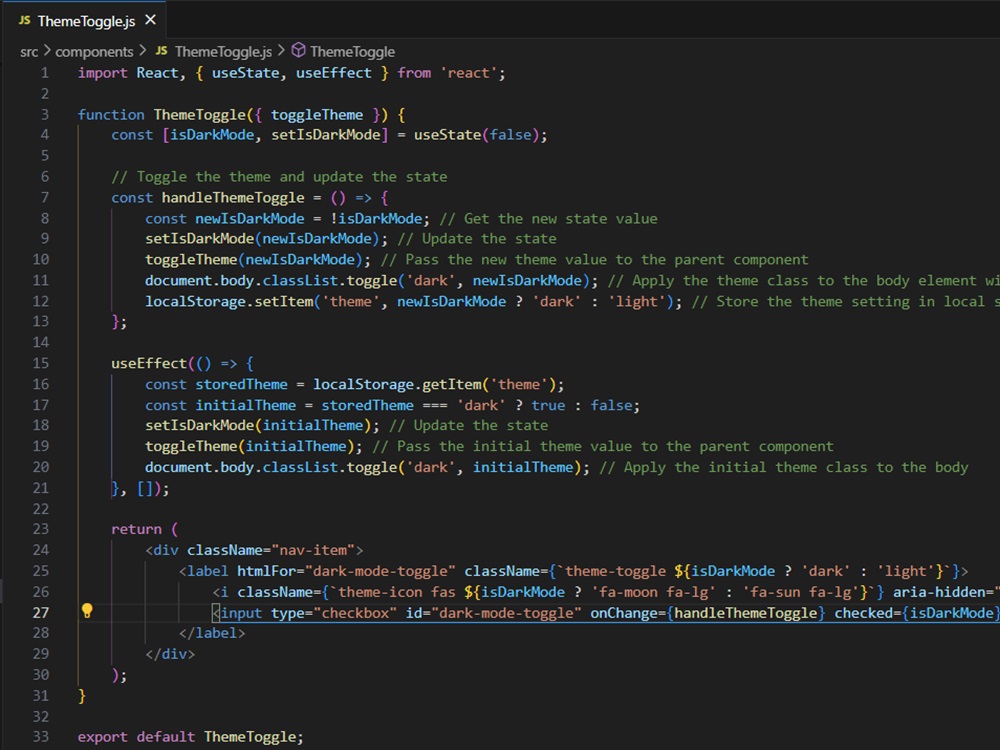 JS ThemeToggle.js ×
src > components > JS ThemeToggle.js > ThemeToggle
1 import React, { useState, useEffect } from 'react';
2
3 function ThemeToggle({ toggleTheme }) {
4 const [isDarkMode, setIsDarkMode] = useState(false);
5
6 // Toggle the theme and update the state
7 const handleThemeToggle = () => {
8 const newIsDarkMode = !isDarkMode; // Get the new state value
9 setIsDarkMode(newIsDarkMode); // Update the state
10 toggleTheme(newIsDarkMode); // Pass the new theme value to the parent component
11 document.body.classList.toggle('dark', newIsDarkMode); // Apply the theme class to the body element wi
12 localStorage.setItem('theme', newIsDarkMode ? 'dark' : 'light'); // Store the theme setting in local s
13 };
14
15 useEffect(() => {
16 const storedTheme = localStorage.getItem('theme');
17 const initialTheme = storedTheme === 'dark' ? true : false;
18 setIsDarkMode(initialTheme); // Update the state
19 toggleTheme(initialTheme); // Pass the initial theme value to the parent component
20 document.body.classList.toggle('dark', initialTheme); // Apply the initial theme class to the body
21 }, []);
22
23 return (
24 <div className="nav-item">
25 <label htmlFor="dark-mode-toggle" className={`theme-toggle ${isDarkMode ? 'dark' : 'light'}`}>
26 <i className={`theme-icon fas ${isDarkMode ? 'fa-moon fa-lg' : 'fa-sun fa-lg'}`} aria-hidden="
27 <input type="checkbox" id="dark-mode-toggle" onChange={handleThemeToggle} checked={isDarkMode}
28 </label>
29 </div>
30 );
31 }
32
33 export default ThemeToggle;